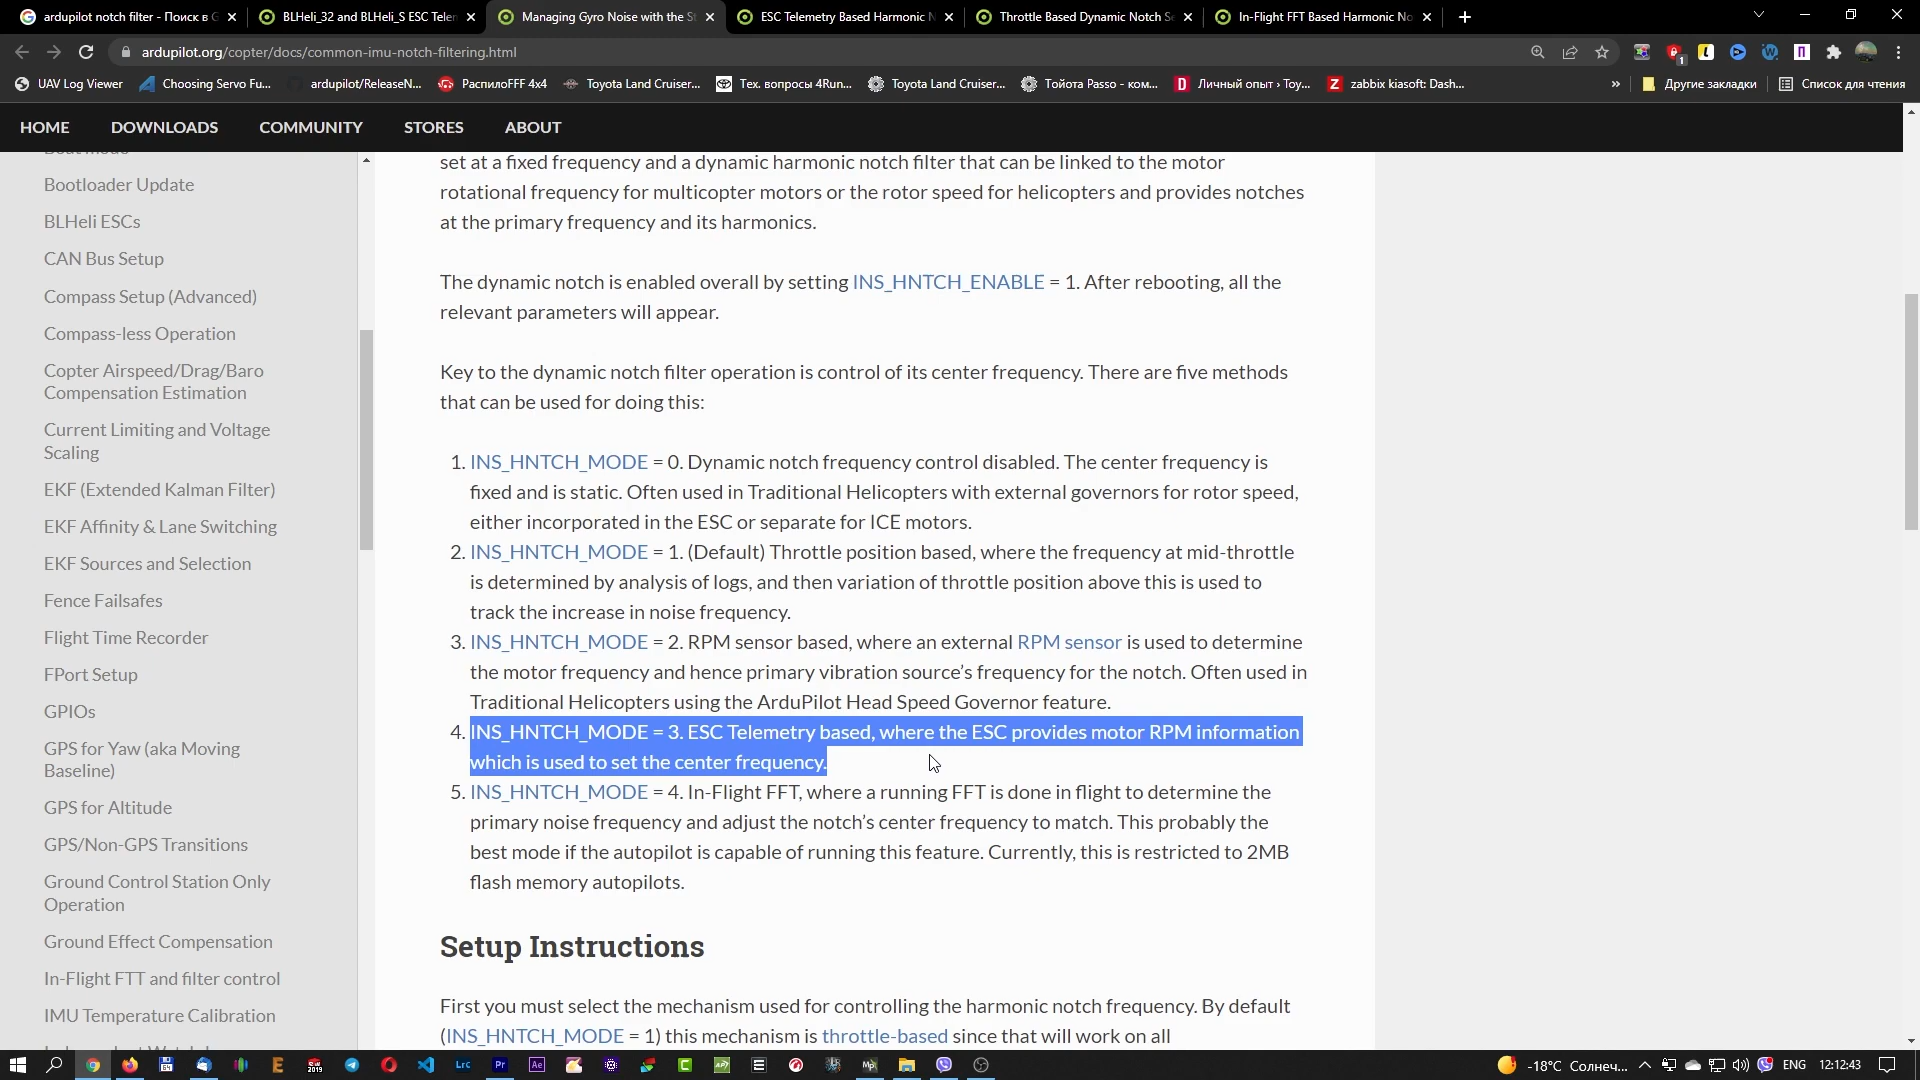 ardupilot notch filter - Поиск в G
BLHeli_32 and BLHeli_S ESC Telem
Managing Gyro Noise with the St
ESC Telemetry Based Harmonic N
Throttle Based Dynamic Notch Se
In-Flight FFT Based Harmonic No
ardupilot.org/copter/docs/common-imu-notch-filtering.html
UAV Log Viewer
Choosing Servo Fu...
ardupilot/ReleaseN...
РаспилоFFF 4x4
Toyota Land Cruiser...
Тех. вопросы 4Run...
Toyota Land Cruiser...
Тойота Passo - ком...
Личный опыт › Toy...
zabbix kiasoft: Dash...
»
Другие закладки
Список для чтения
HOME
DOWNLOADS
COMMUNITY
STORES
ABOUT
Bootloader Update
BLHeli ESCs
CAN Bus Setup
Compass Setup (Advanced)
Compass-less Operation
Copter Airspeed/Drag/Baro
Compensation Estimation
Current Limiting and Voltage
Scaling
EKF (Extended Kalman Filter)
EKF Affinity & Lane Switching
EKF Sources and Selection
Fence Failsafes
Flight Time Recorder
FPort Setup
GPIOs
GPS for Yaw (aka Moving
Baseline)
GPS for Altitude
GPS/Non-GPS Transitions
Ground Control Station Only
Operation
Ground Effect Compensation
In-Flight FTT and filter control
IMU Temperature Calibration
set at a fixed frequency and a dynamic harmonic notch filter that can be linked to the motor
rotational frequency for multicopter motors or the rotor speed for helicopters and provides notches
at the primary frequency and its harmonics.
The dynamic notch is enabled overall by setting INS_HNTCH_ENABLE = 1. After rebooting, all the
relevant parameters will appear.
Key to the dynamic notch filter operation is control of its center frequency. There are five methods
that can be used for doing this:
1. INS_HNTCH_MODE = 0. Dynamic notch frequency control disabled. The center frequency is
fixed and is static. Often used in Traditional Helicopters with external governors for rotor speed,
either incorporated in the ESC or separate for ICE motors.
2. INS_HNTCH_MODE = 1. (Default) Throttle position based, where the frequency at mid-throttle
is determined by analysis of logs, and then variation of throttle position above this is used to
track the increase in noise frequency.
3. INS_HNTCH_MODE = 2. RPM sensor based, where an external RPM sensor is used to determine
the motor frequency and hence primary vibration source’s frequency for the notch. Often used in
Traditional Helicopters using the ArduPilot Head Speed Governor feature.
4. INS_HNTCH_MODE = 3. ESC Telemetry based, where the ESC provides motor RPM information
which is used to set the center frequency.
5. INS_HNTCH_MODE = 4. In-Flight FFT, where a running FFT is done in flight to determine the
primary noise frequency and adjust the notch’s center frequency to match. This probably the
best mode if the autopilot is capable of running this feature. Currently, this is restricted to 2MB
flash memory autopilots.
Setup Instructions
First you must select the mechanism used for controlling the harmonic notch frequency. By default
(INS_HNTCH_MODE = 1) this mechanism is throttle-based since that will work on all
-18°C Солнеч...
ENG
12:12:43